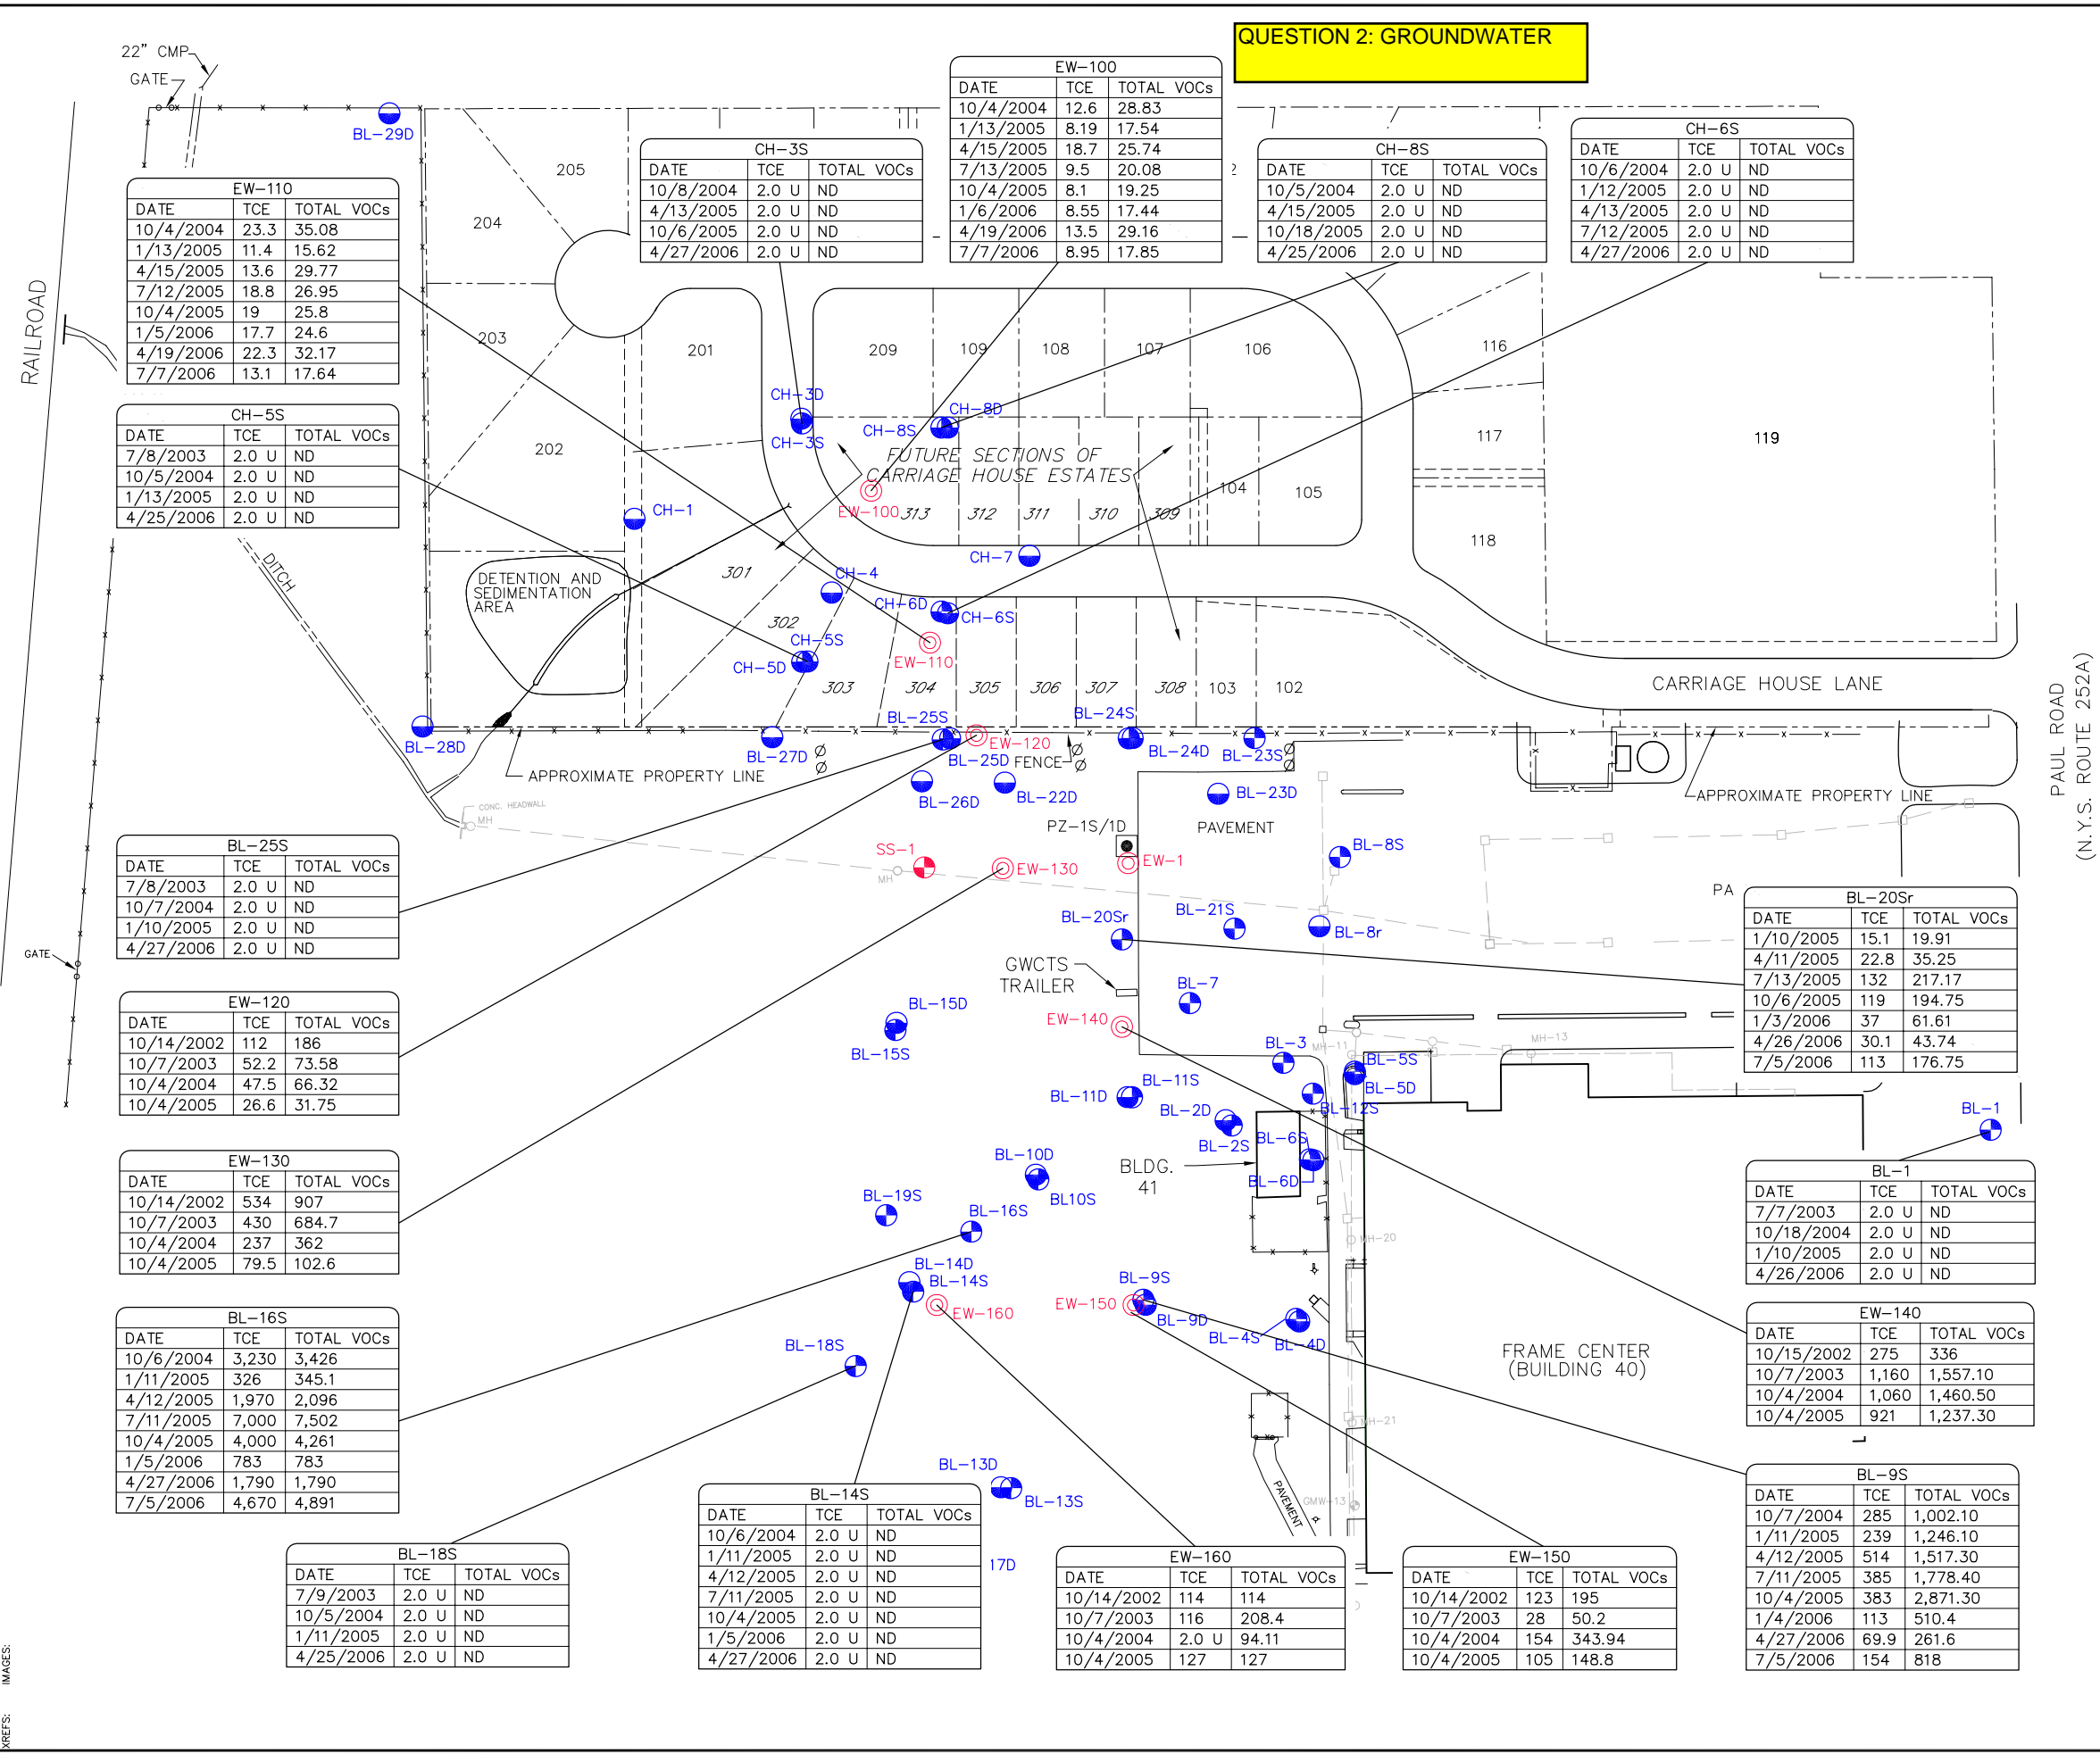 QUESTION 2: GROUNDWATER
22" CMP
GATE
BL-29D
RAILROAD
EW-100
DATE TCE TOTAL VOCs
10/4/2004 12.6 28.83
1/13/2005 8.19 17.54
4/15/2005 18.7 25.74
7/13/2005 9.5 20.08
10/4/2005 8.1 19.25
1/6/2006 8.55 17.44
4/19/2006 13.5 29.16
7/7/2006 8.95 17.85
CH-3S
DATE TCE TOTAL VOCs
10/8/2004 2.0 U ND
4/13/2005 2.0 U ND
10/6/2005 2.0 U ND
4/27/2006 2.0 U ND
CH-8S
DATE TCE TOTAL VOCs
10/5/2004 2.0 U ND
4/15/2005 2.0 U ND
10/18/2005 2.0 U ND
4/25/2006 2.0 U ND
CH-6S
DATE TCE TOTAL VOCs
10/6/2004 2.0 U ND
1/12/2005 2.0 U ND
4/13/2005 2.0 U ND
7/12/2005 2.0 U ND
4/27/2006 2.0 U ND
EW-110
DATE TCE TOTAL VOCs
10/4/2004 23.3 35.08
1/13/2005 11.4 15.62
4/15/2005 13.6 29.77
7/12/2005 18.8 26.95
10/4/2005 19 25.8
1/5/2006 17.7 24.6
4/19/2006 22.3 32.17
7/7/2006 13.1 17.64
CH-5S
DATE TCE TOTAL VOCs
7/8/2003 2.0 U ND
10/5/2004 2.0 U ND
1/13/2005 2.0 U ND
4/25/2006 2.0 U ND
205
204
203
202
201
209
109
108
107
106
116
117
118
119
104
105
CH-3D
CH-3S
CH-8D
CH-8S
FUTURE SECTIONS OF
CARRIAGE HOUSE ESTATES
EW-100
313
312
311
310
309
CH-1
CH-7
CH-4
301
302
DITCH
DETENTION AND
SEDIMENTATION
AREA
CH-6D
CH-6S
CH-5S
CH-5D
EW-110
303
304
305
306
307
308
103
102
CARRIAGE HOUSE LANE
PAUL ROAD
(N.Y.S. ROUTE 252A)
BL-28D
BL-27D
BL-25S
BL-25D
EW-120
FENCE
BL-24S
BL-24D
BL-23S
APPROXIMATE PROPERTY LINE
APPROXIMATE PROPERTY LINE
BL-26D
BL-22D
BL-23D
CONC. HEADWALL
MH
PZ-1S/1D
PAVEMENT
BL-8S
SS-1
MH
EW-130
EW-1
PA
BL-25S
DATE TCE TOTAL VOCs
7/8/2003 2.0 U ND
10/7/2004 2.0 U ND
1/10/2005 2.0 U ND
4/27/2006 2.0 U ND
BL-20Sr
DATE TCE TOTAL VOCs
1/10/2005 15.1 19.91
4/11/2005 22.8 35.25
7/13/2005 132 217.17
10/6/2005 119 194.75
1/3/2006 37 61.61
4/26/2006 30.1 43.74
7/5/2006 113 176.75
GATE
BL-20Sr
BL-21S
BL-8r
GWCTS
TRAILER
BL-7
EW-140
EW-120
DATE TCE TOTAL VOCs
10/14/2002 112 186
10/7/2003 52.2 73.58
10/4/2004 47.5 66.32
10/4/2005 26.6 31.75
BL-15D
BL-15S
BL-3
MH-11
MH-13
BL-5S
BL-5D
BL-11D
BL-11S
BL-12S
BL-2D
BL-2S
BL-6S
BL-6D
BL-1
BLDG.
41
BL-10D
BL10S
BL-19S
BL-16S
MH-20
EW-130
DATE TCE TOTAL VOCs
10/14/2002 534 907
10/7/2003 430 684.7
10/4/2004 237 362
10/4/2005 79.5 102.6
BL-1
DATE TCE TOTAL VOCs
7/7/2003 2.0 U ND
10/18/2004 2.0 U ND
1/10/2005 2.0 U ND
4/26/2006 2.0 U ND
BL-14D
BL-14S
EW-160
BL-9S
EW-150
BL-9D
BL-4S
BL-4D
BL-18S
FRAME CENTER
(BUILDING 40)
BL-16S
DATE TCE TOTAL VOCs
10/6/2004 3,230 3,426
1/11/2005 326 345.1
4/12/2005 1,970 2,096
7/11/2005 7,000 7,502
10/4/2005 4,000 4,261
1/5/2006 783 783
4/27/2006 1,790 1,790
7/5/2006 4,670 4,891
EW-140
DATE TCE TOTAL VOCs
10/15/2002 275 336
10/7/2003 1,160 1,557.10
10/4/2004 1,060 1,460.50
10/4/2005 921 1,237.30
MH-21
BL-13D
BL-13S
PAVEMENT
GMW-13
17D
BL-9S
DATE TCE TOTAL VOCs
10/7/2004 285 1,002.10
1/11/2005 239 1,246.10
4/12/2005 514 1,517.30
7/11/2005 385 1,778.40
10/4/2005 383 2,871.30
1/4/2006 113 510.4
4/27/2006 69.9 261.6
7/5/2006 154 818
BL-18S
DATE TCE TOTAL VOCs
7/9/2003 2.0 U ND
10/5/2004 2.0 U ND
1/11/2005 2.0 U ND
4/25/2006 2.0 U ND
BL-14S
DATE TCE TOTAL VOCs
10/6/2004 2.0 U ND
1/11/2005 2.0 U ND
4/12/2005 2.0 U ND
7/11/2005 2.0 U ND
10/4/2005 2.0 U ND
1/5/2006 2.0 U ND
4/27/2006 2.0 U ND
EW-160
DATE TCE TOTAL VOCs
10/14/2002 114 114
10/7/2003 116 208.4
10/4/2004 2.0 U 94.11
10/4/2005 127 127
EW-150
DATE TCE TOTAL VOCs
10/14/2002 123 195
10/7/2003 28 50.2
10/4/2004 154 343.94
10/4/2005 105 148.8
IMAGES:
XREFS: